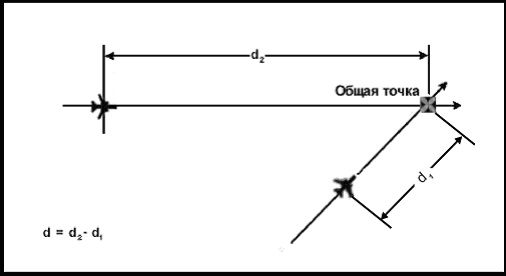 d₂
Общая точка
d₁
d = d₂- d₁